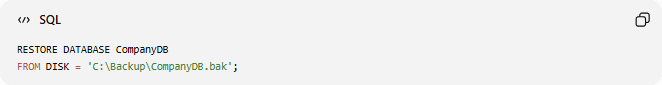 SQL
RESTORE DATABASE CompanyDB
FROM DISK = 'C:\Backup\CompanyDB.bak';